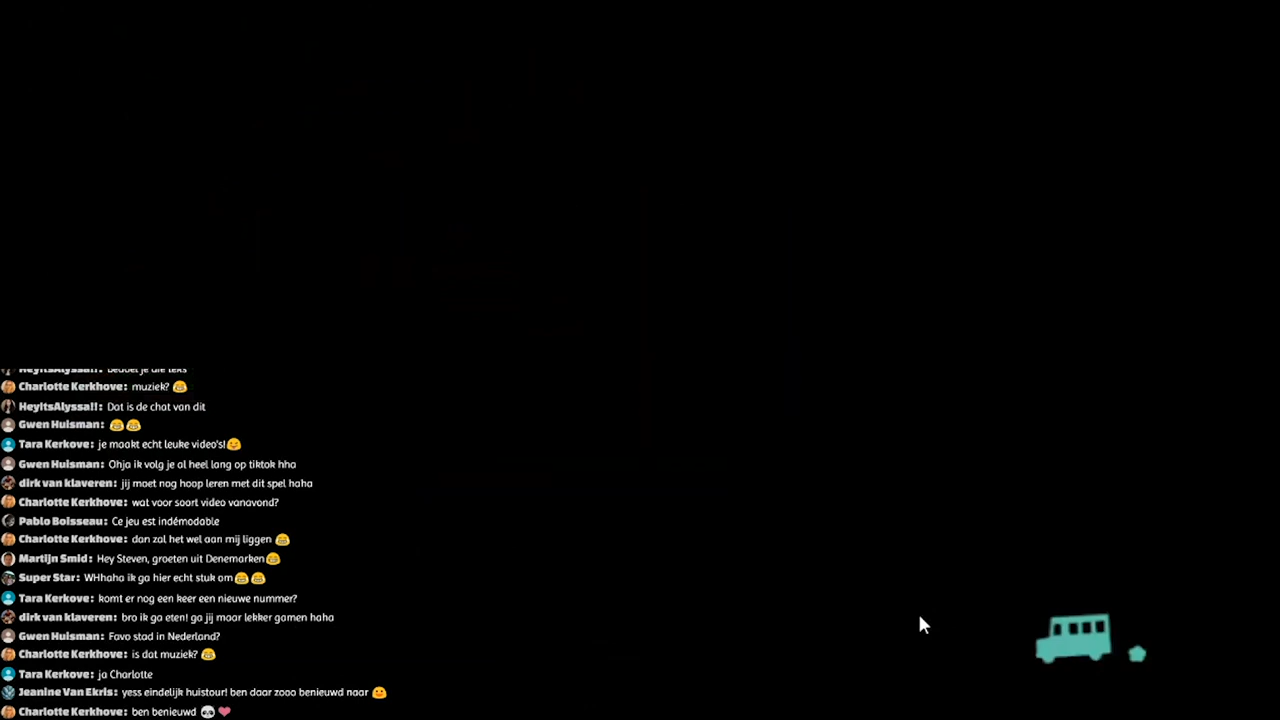 HeyItsAlyssa!!: bedoel je die teks
Charlotte Kerkhove: muziek? 😂
HeyItsAlyssa!!: Dat is de chat van dit
Gwen Huisman: 😂 😂
Tara Kerkove: je maakt echt leuke video's!😉
Gwen Huisman: Ohja ik volg je al heel lang op tiktok hha
dirk van klaveren: jij moet nog hoop leren met dit spel haha
Charlotte Kerkhove: wat voor soort video vanavond?
Pablo Boisseau: Ce jeu est indémodable
Charlotte Kerkhove: dan zal het wel aan mij liggen 😂
Martijn Smid: Hey Steven, groeten uit Denemarken😂
Super Star: WHhaha ik ga hier echt stuk om😂 😂
Tara Kerkove: komt er nog een keer een nieuwe nummer?
dirk van klaveren: bro ik ga eten! ga jij maar lekker gamen haha
Gwen Huisman: Favo stad in Nederland?
Charlotte Kerkhove: is dat muziek? 😂
Tara Kerkove: ja Charlotte
Jeanine Van Ekris: yess eindelijk huistour! ben daar zooo benieuwd naar 🙂
Charlotte Kerkhove: ben benieuwd 🐼 ❤